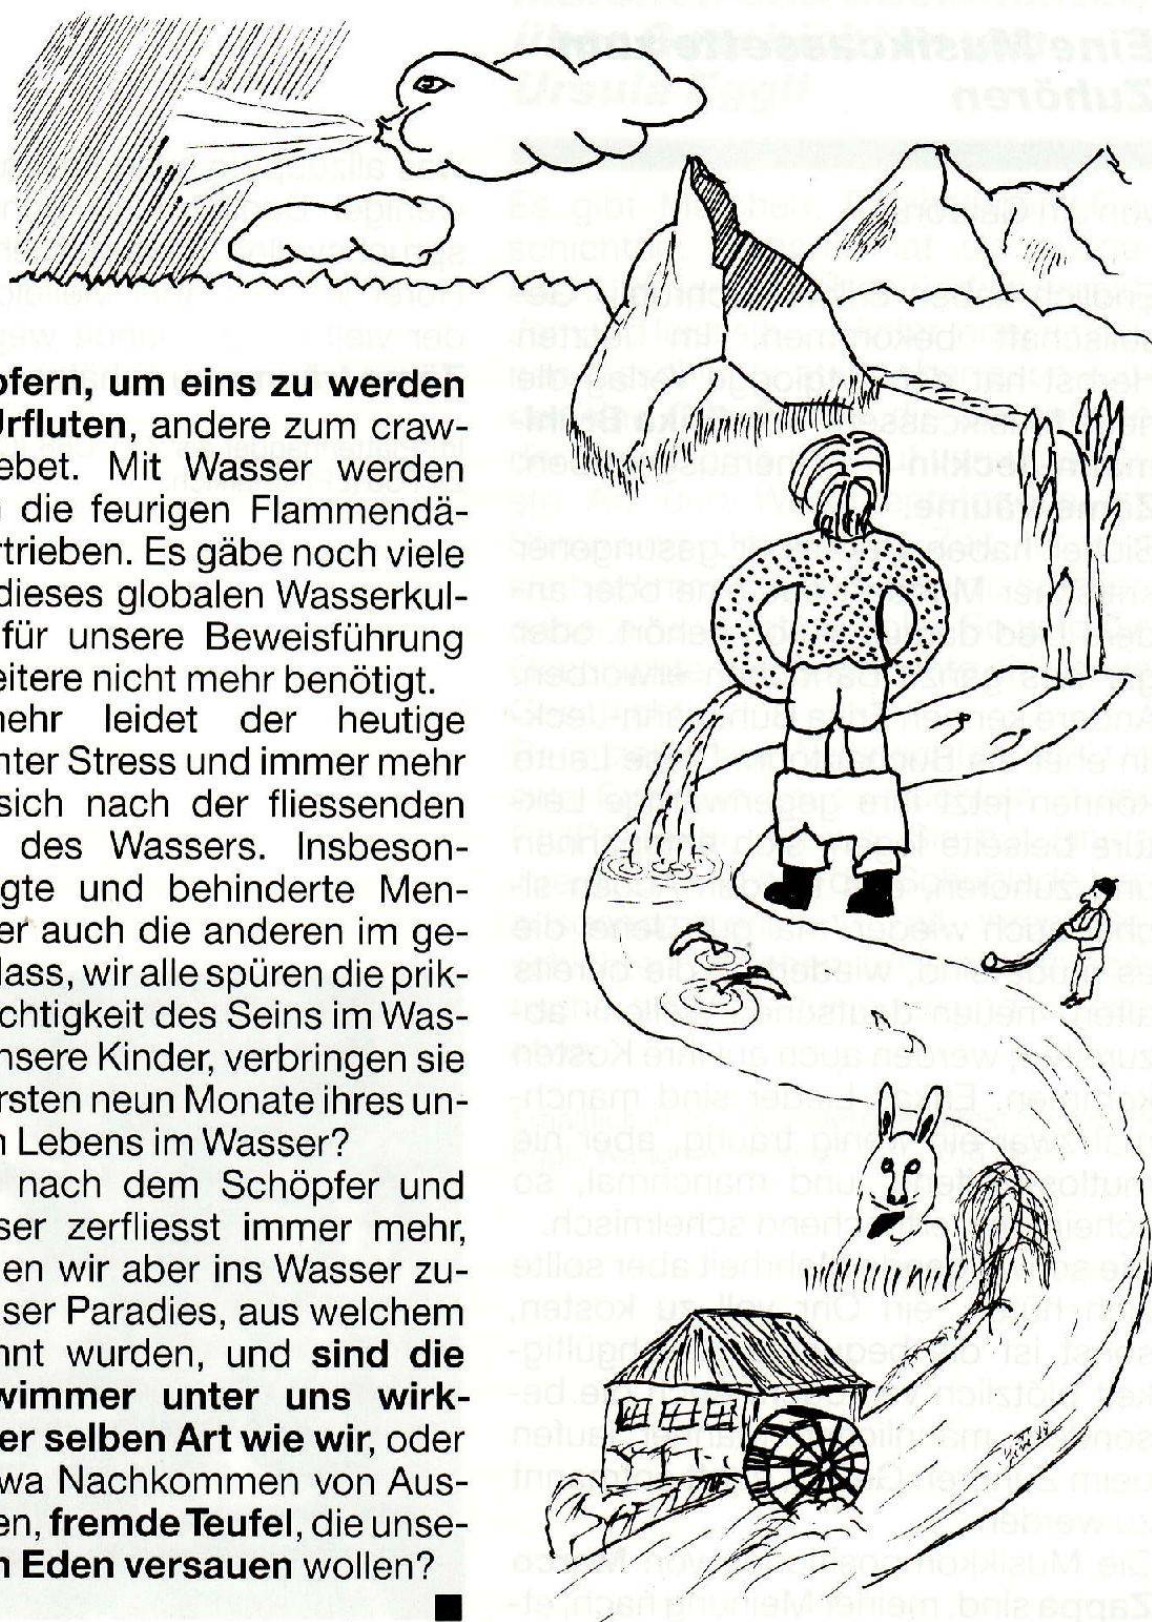 pfern, um eins zu werden
Urfluten, andere zum craw-
ebet. Mit Wasser werden
die feurigen Flammendä-
rtrieben. Es gäbe noch viele
dieses globalen Wasserkul-
für unsere Beweisführung
eitere nicht mehr benötigt.
mehr leidet der heutige
nter Stress und immer mehr
sich nach der fliessenden
des Wassers. Insbeson-
gte und behinderte Men-
er auch die anderen im ge-
lass, wir alle spüren die prik-
chtigkeit des Seins im Was-
nsere Kinder, verbringen sie
rsten neun Monate ihres un-
n Lebens im Wasser?
nach dem Schöpfer und
ser zerfliesst immer mehr,
en wir aber ins Wasser zu-
ser Paradies, aus welchem
nnt wurden, und sind die
wimmer unter uns wirk-
er selben Art wie wir, oder
wa Nachkommen von Aus-
en, fremde Teufel, die unse-
n Eden versauen wollen?